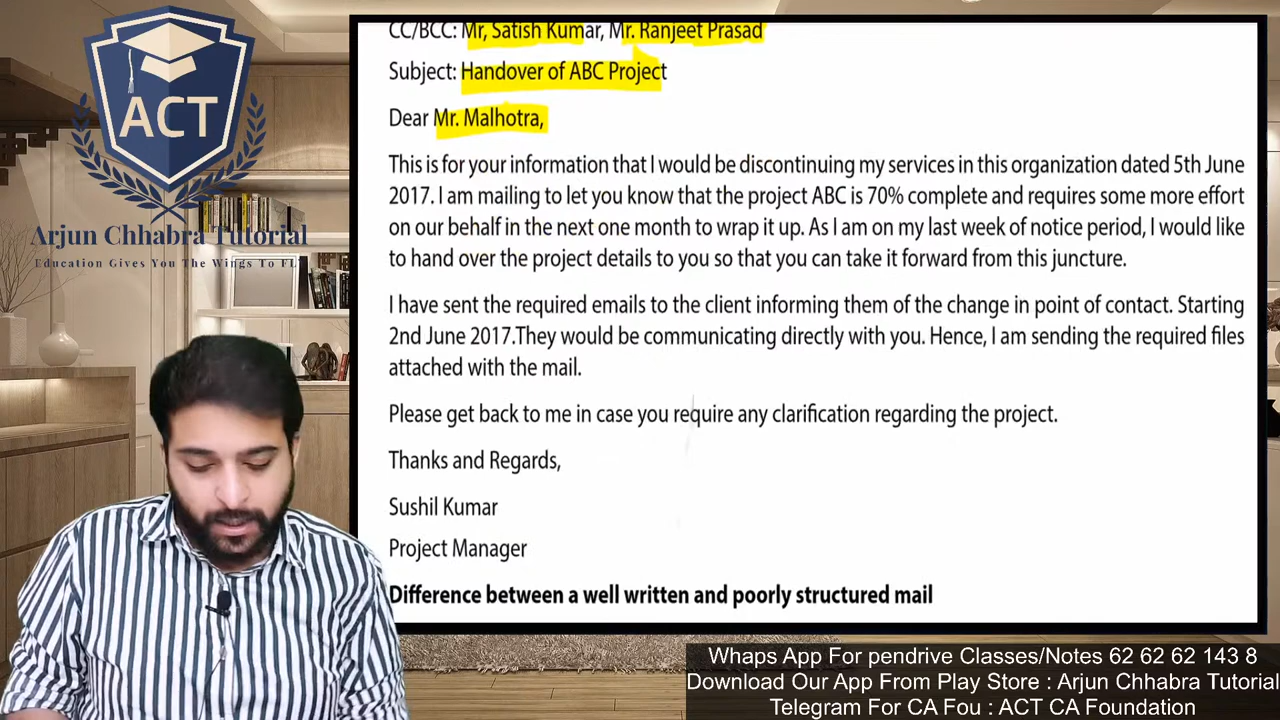 CC/BCC: Mr, Satish Kumar, Mr. Ranjeet Prasad
Subject: Handover of ABC Project
Dear Mr. Malhotra,
This is for your information that I would be discontinuing my services in this organization dated 5th June
2017. I am mailing to let you know that the project ABC is 70% complete and requires some more effort
on our behalf in the next one month to wrap it up. As I am on my last week of notice period, I would like
to hand over the project details to you so that you can take it forward from this juncture.
I have sent the required emails to the client informing them of the change in point of contact. Starting
2nd June 2017.They would be communicating directly with you. Hence, I am sending the required files
attached with the mail.
Please get back to me in case you require any clarification regarding the project.
Thanks and Regards,
Sushil Kumar
Project Manager
Difference between a well written and poorly structured mail
ACT
Arjun Chhabra Tutorial
Education Gives You The Wings To
Whaps App For pendrive Classes/Notes 62 62 62 143 8
Download Our App From Play Store : Arjun Chhabra Tutorial
Telegram For CA Fou : ACT CA Foundation